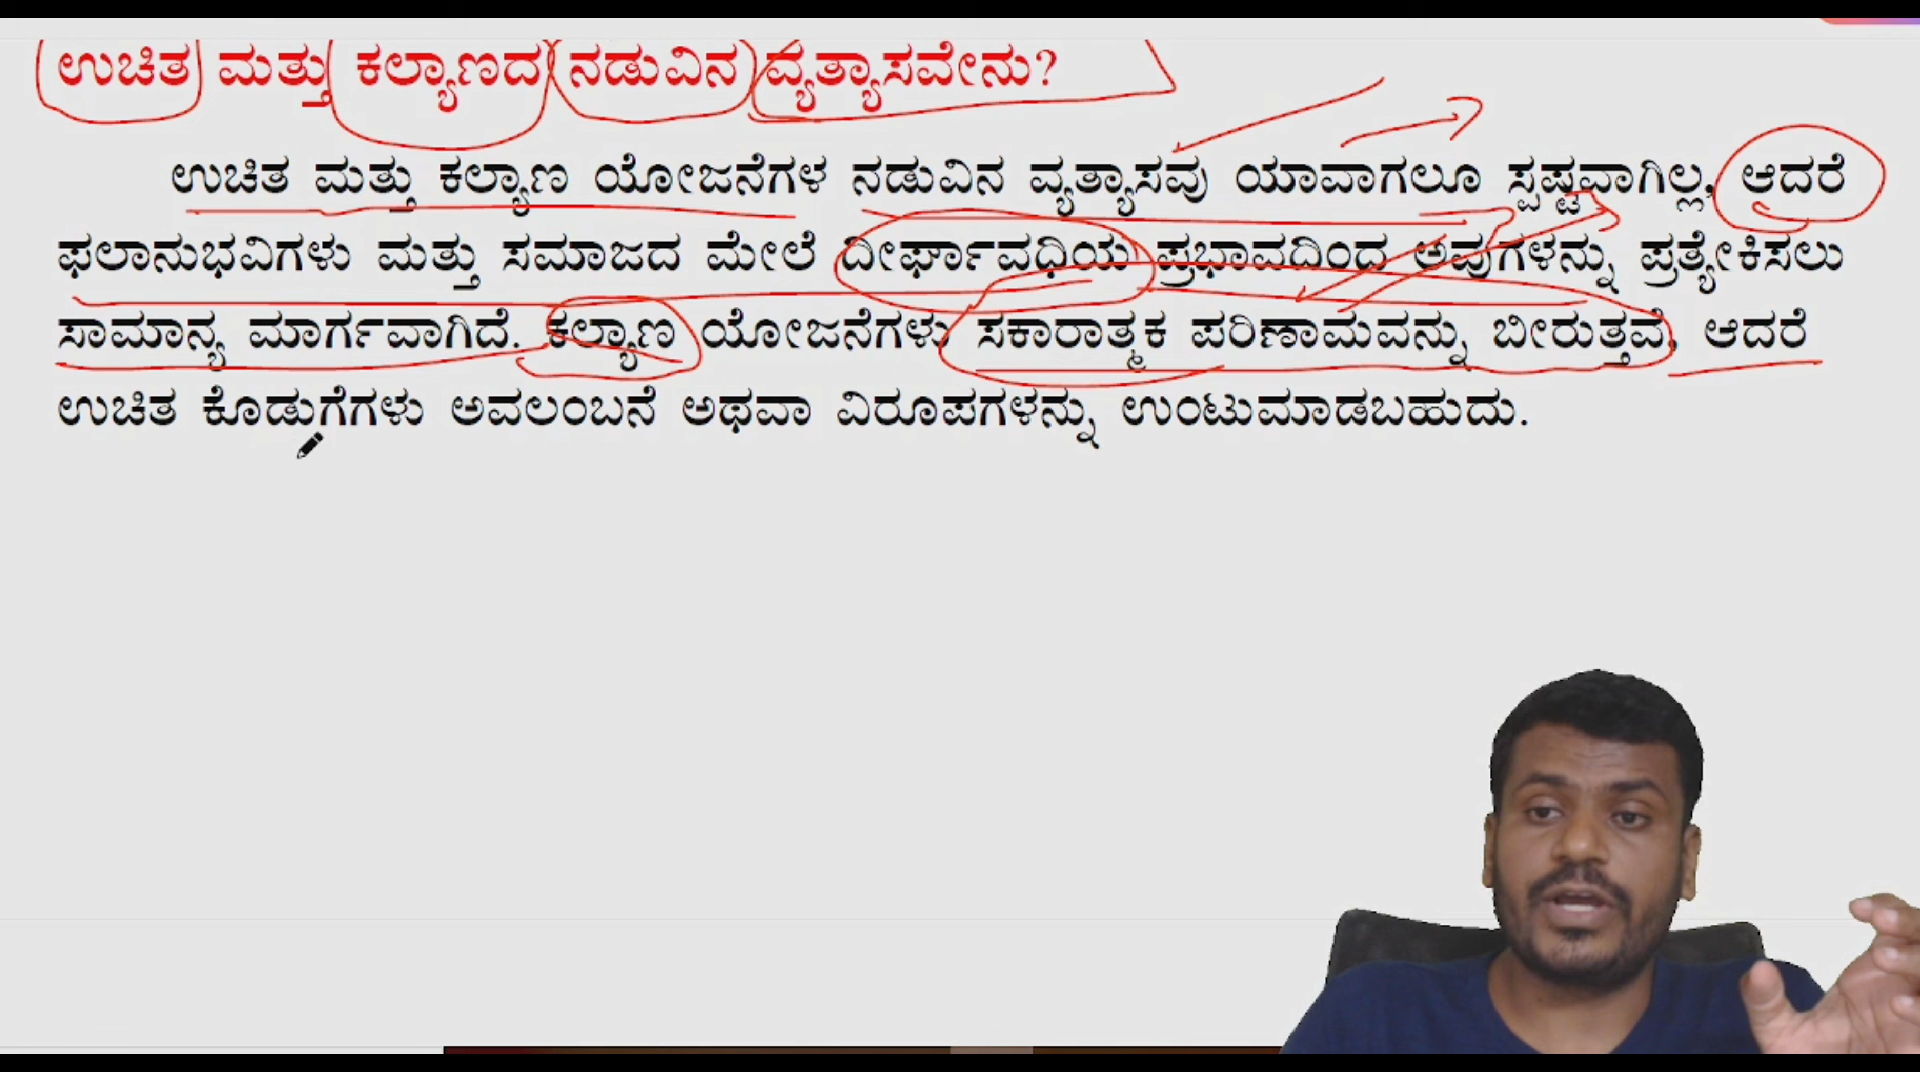 ಉಚಿತ ಮತ್ತು ಕಲ್ಯಾಣದ ನಡುವಿನ ವ್ಯತ್ಯಾಸವೇನು?
ಉಚಿತ ಮತ್ತು ಕಲ್ಯಾಣ ಯೋಜನೆಗಳ ನಡುವಿನ ವ್ಯತ್ಯಾಸವು ಯಾವಾಗಲೂ ಸ್ಪಷ್ಟವಾಗಿಲ್ಲ, ಆದರೆ
ಫಲಾನುಭವಿಗಳು ಮತ್ತು ಸಮಾಜದ ಮೇಲೆ ದೀರ್ಘಾವಧಿಯ ಪ್ರಭಾವದಿಂದ ಅವುಗಳನ್ನು ಪ್ರತ್ಯೇಕಿಸಲು
ಸಾಮಾನ್ಯ ಮಾರ್ಗವಾಗಿದೆ. ಕಲ್ಯಾಣ ಯೋಜನೆಗಳು ಸಕಾರಾತ್ಮಕ ಪರಿಣಾಮವನ್ನು ಬೀರುತ್ತವೆ, ಆದರೆ
ಉಚಿತ ಕೊಡುಗೆಗಳು ಅವಲಂಬನೆ ಅಥವಾ ವಿರೂಪಗಳನ್ನು ಉಂಟುಮಾಡಬಹುದು.